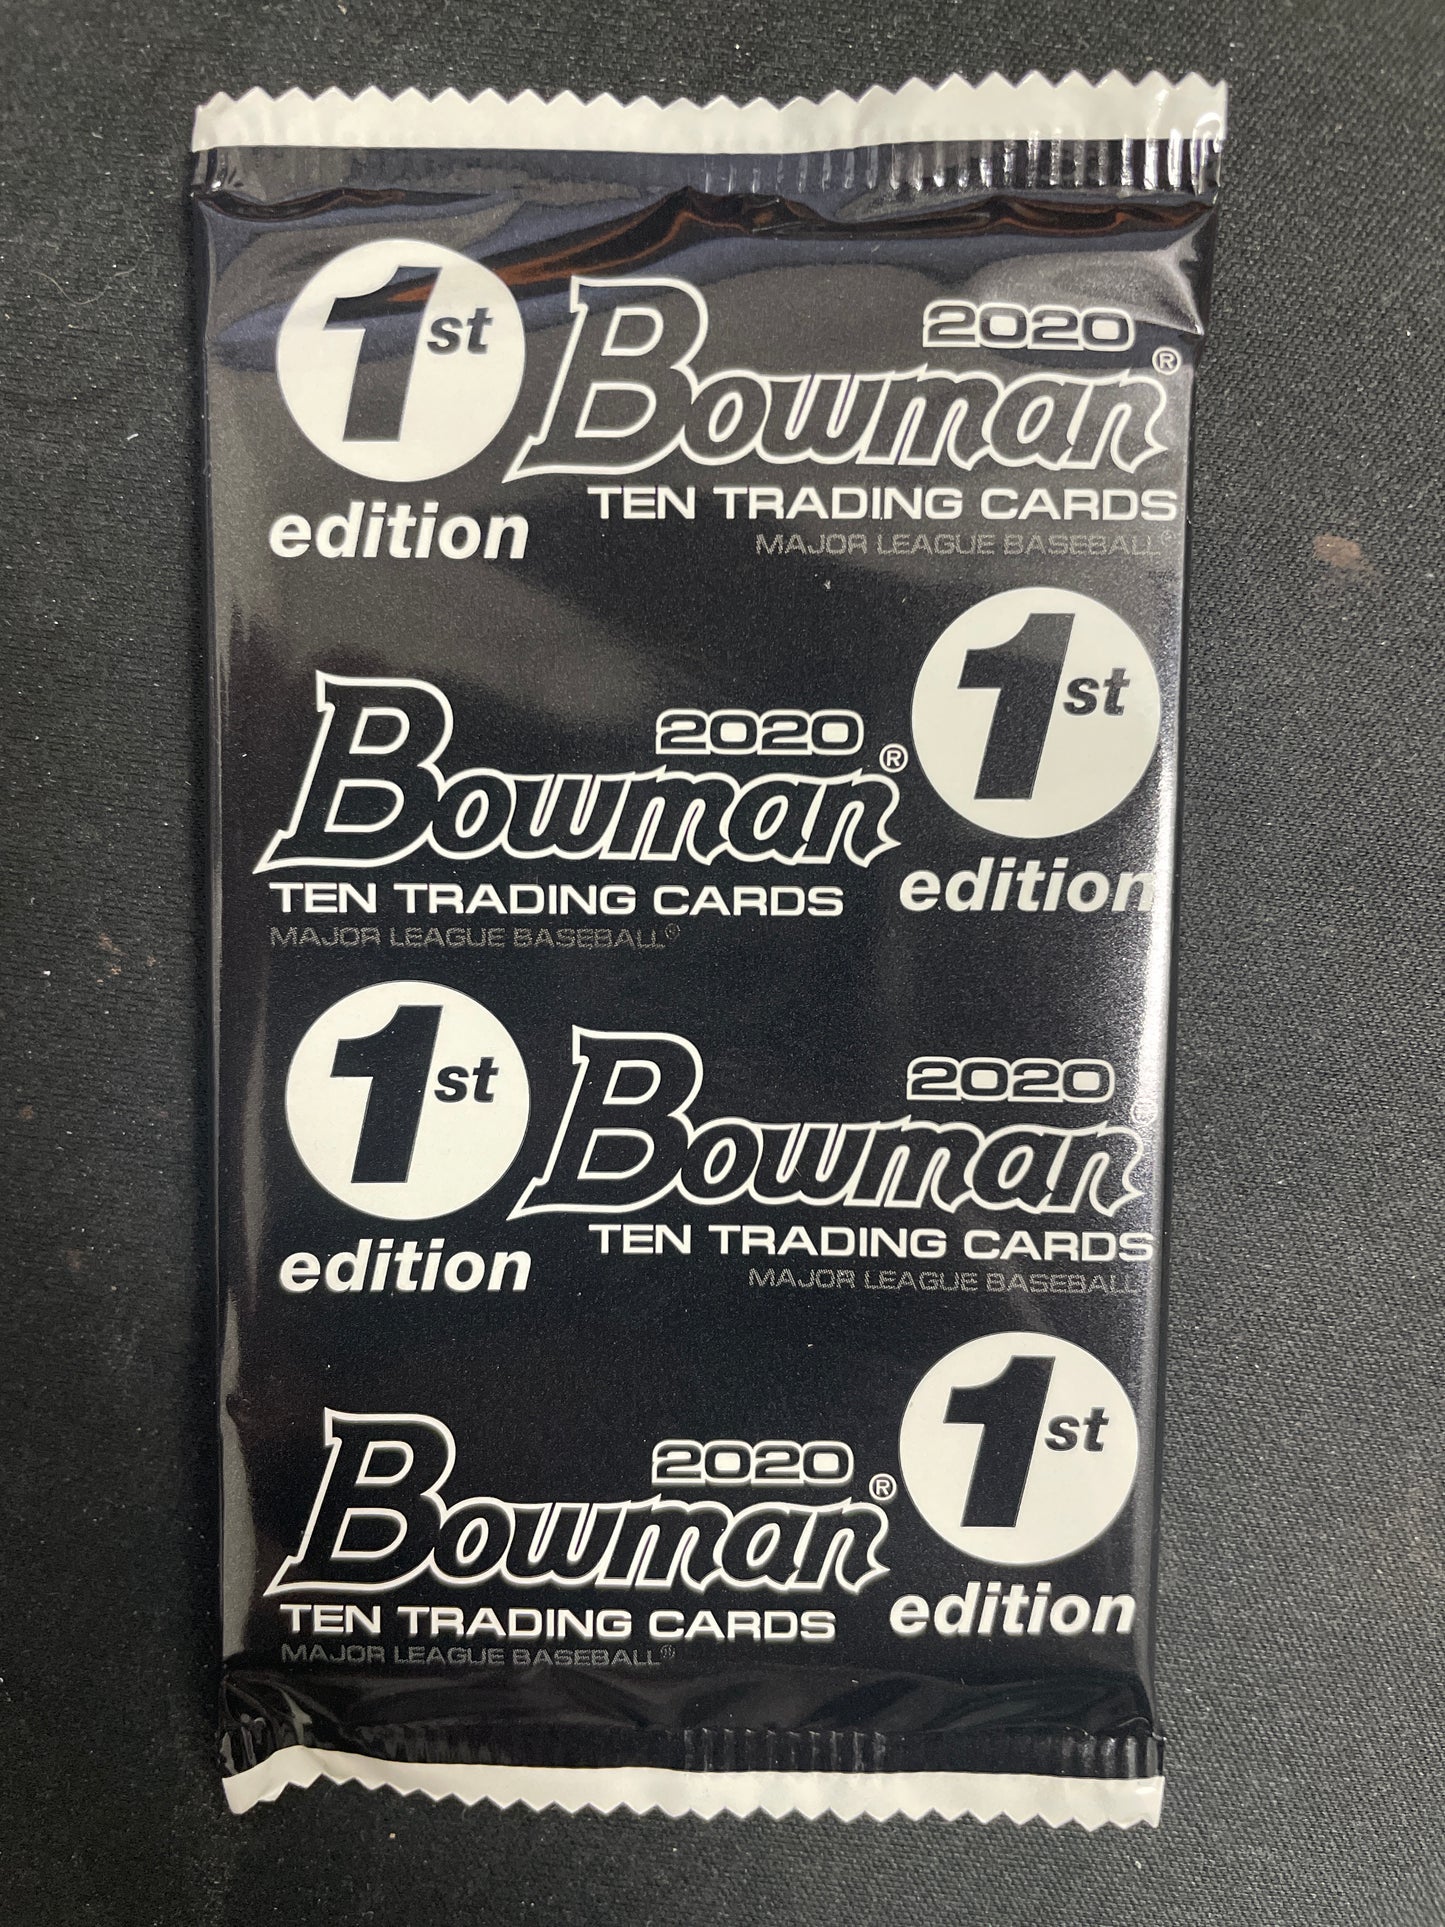 1st
edition
2020
Bowman®
TEN TRADING CARDS
MAJOR LEAGUE BASEBALL®
2020
Bowman®
TEN TRADING CARDS
MAJOR LEAGUE BASEBALL®
1st
edition
1st
edition
2020
Bowman®
TEN TRADING CARDS
MAJOR LEAGUE BASEBALL
2020
Bowman®
TEN TRADING CARDS
MAJOR LEAGUE BASEBALL®
1st
edition